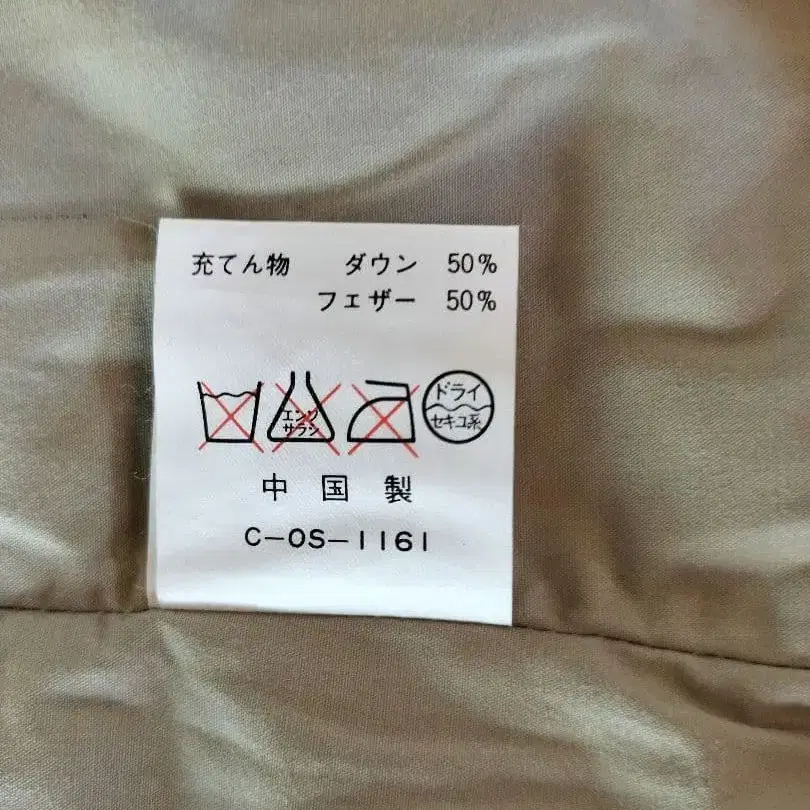 充てん物 ダウン 50%
フェザー 50%
エンソ
サラシ
ドライ
セキユ系
中国製
C-OS-1161